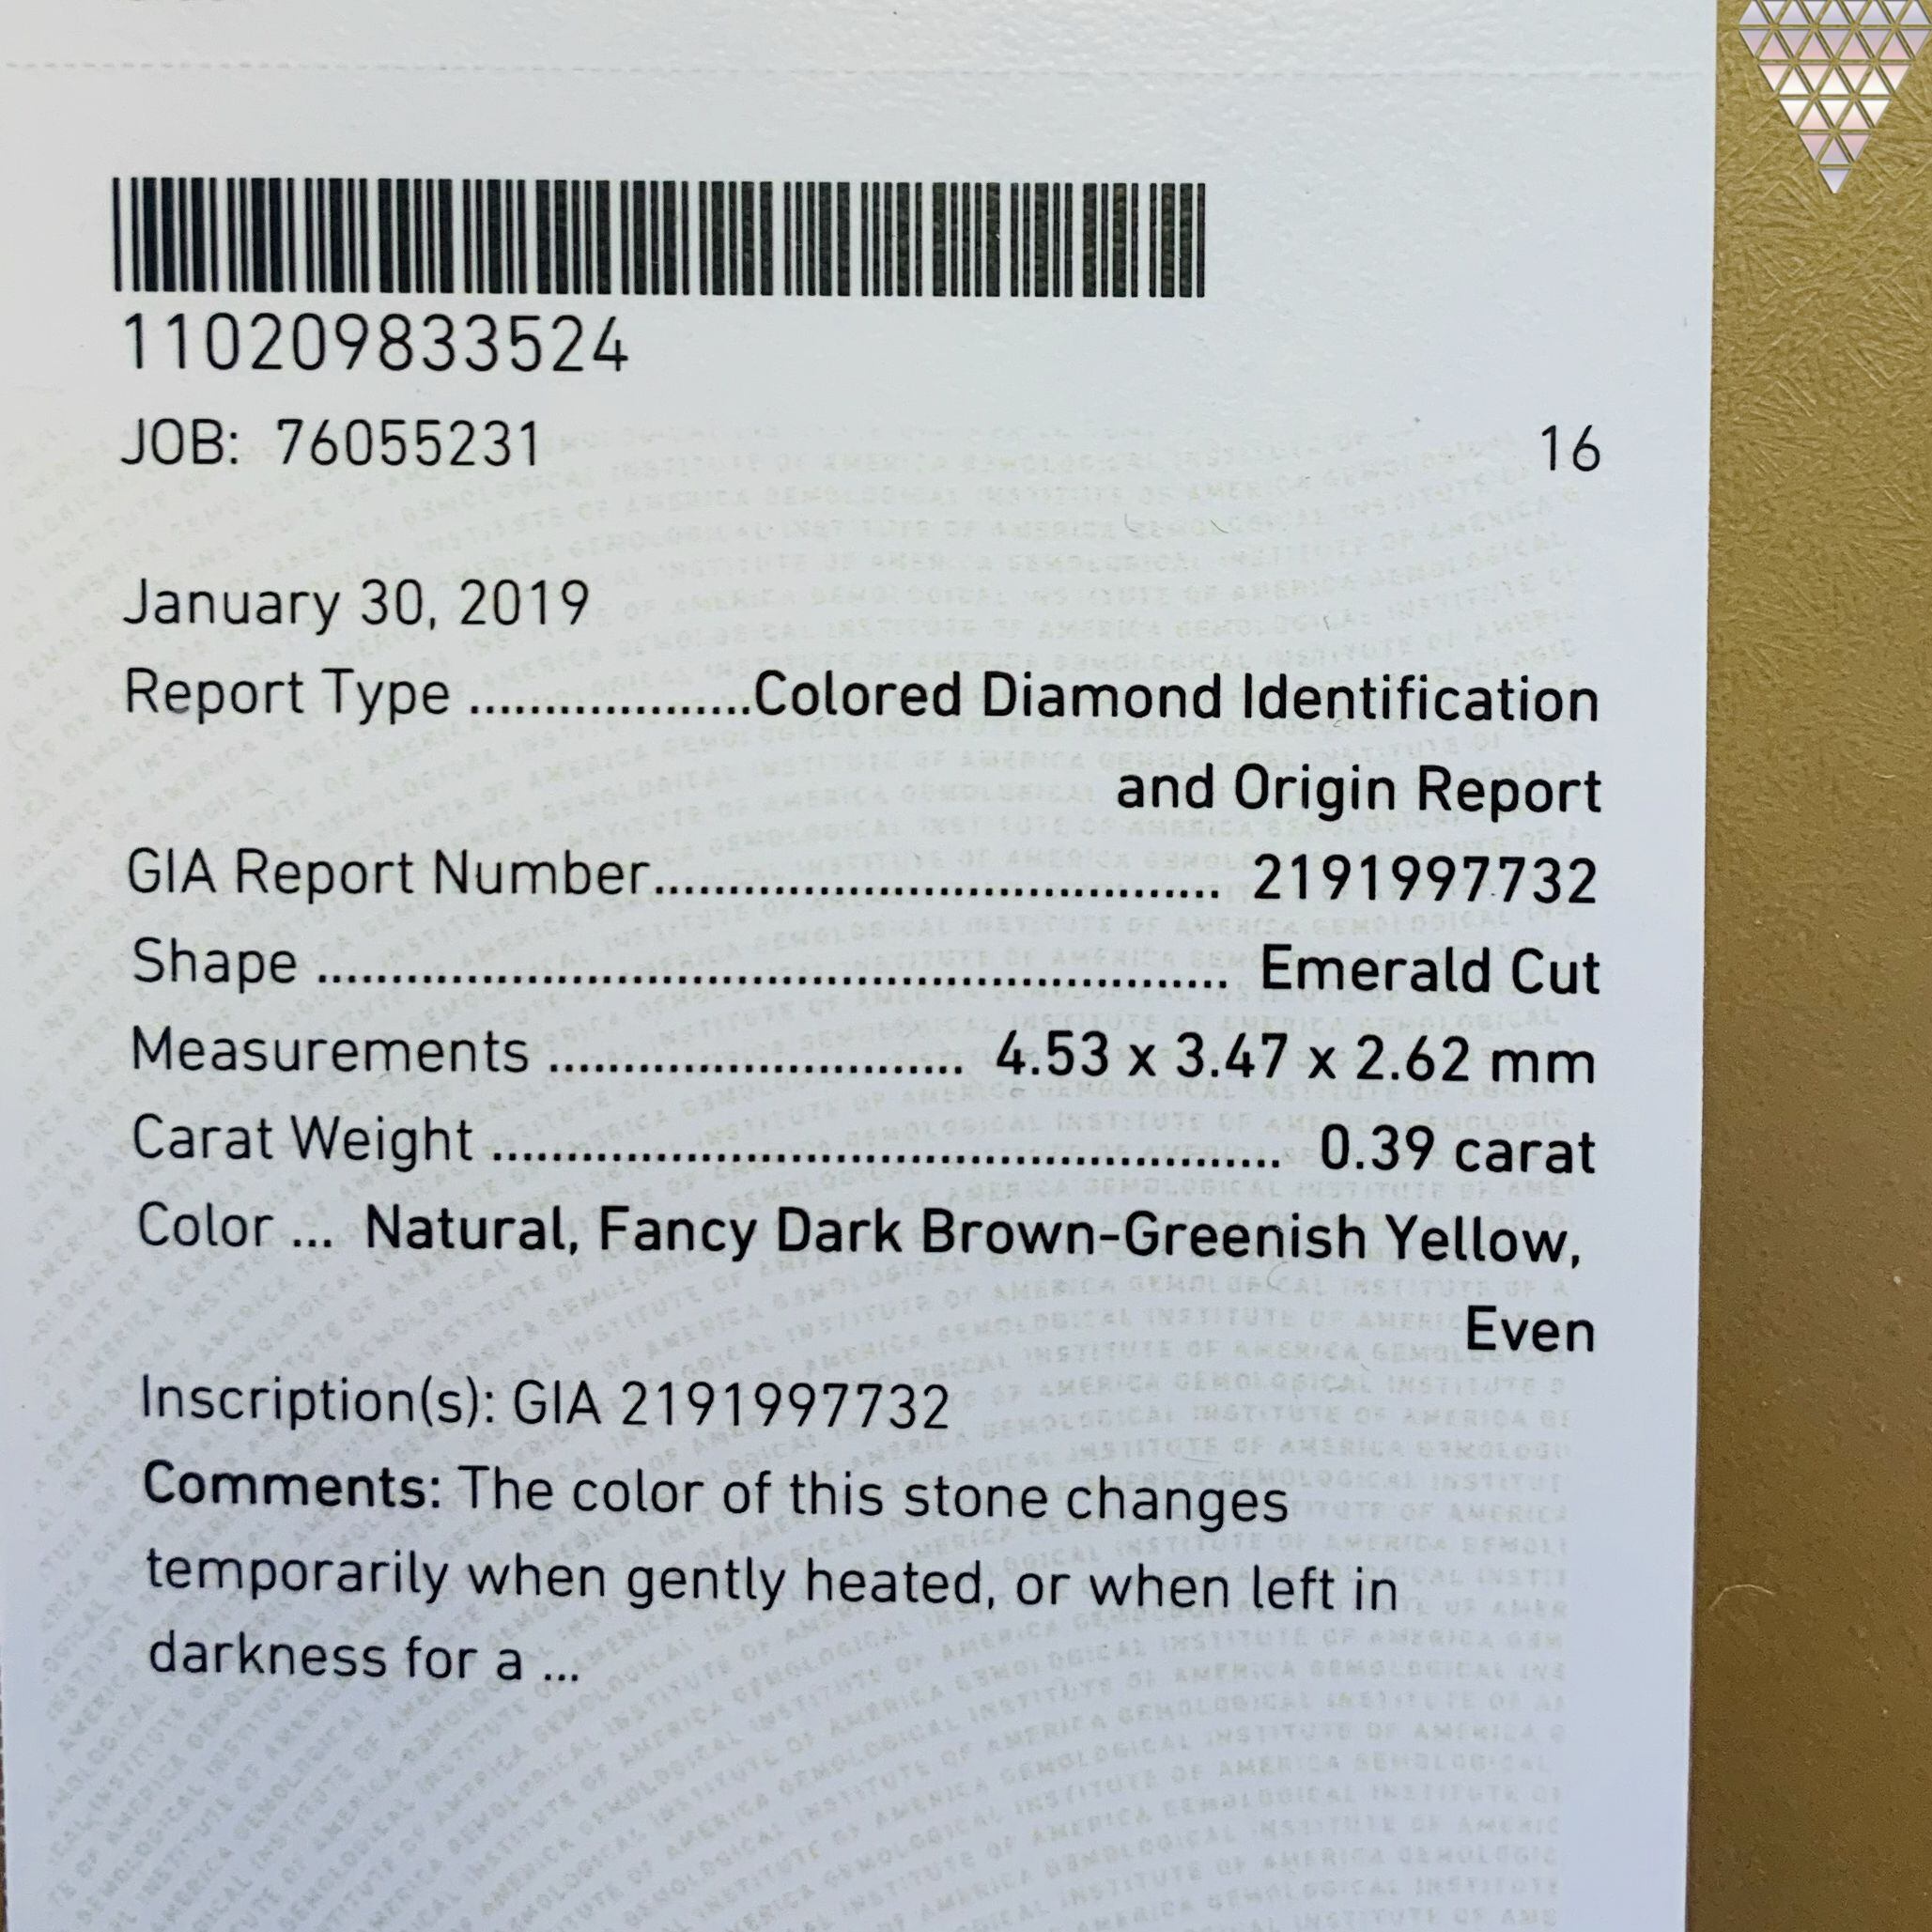 110209833524
JOB: 76055231 16
January 30, 2019
Report Type ...................Colored Diamond Identification
and Origin Report
GIA Report Number...................................... 2191997732
Shape ............................................................. Emerald Cut
Measurements ............................ 4.53 x 3.47 x 2.62 mm
Carat Weight ..................................................... 0.39 carat
Color ... Natural, Fancy Dark Brown-Greenish Yellow,
Even
Inscription(s): GIA 2191997732
Comments: The color of this stone changes
temporarily when gently heated, or when left in
darkness for a ...